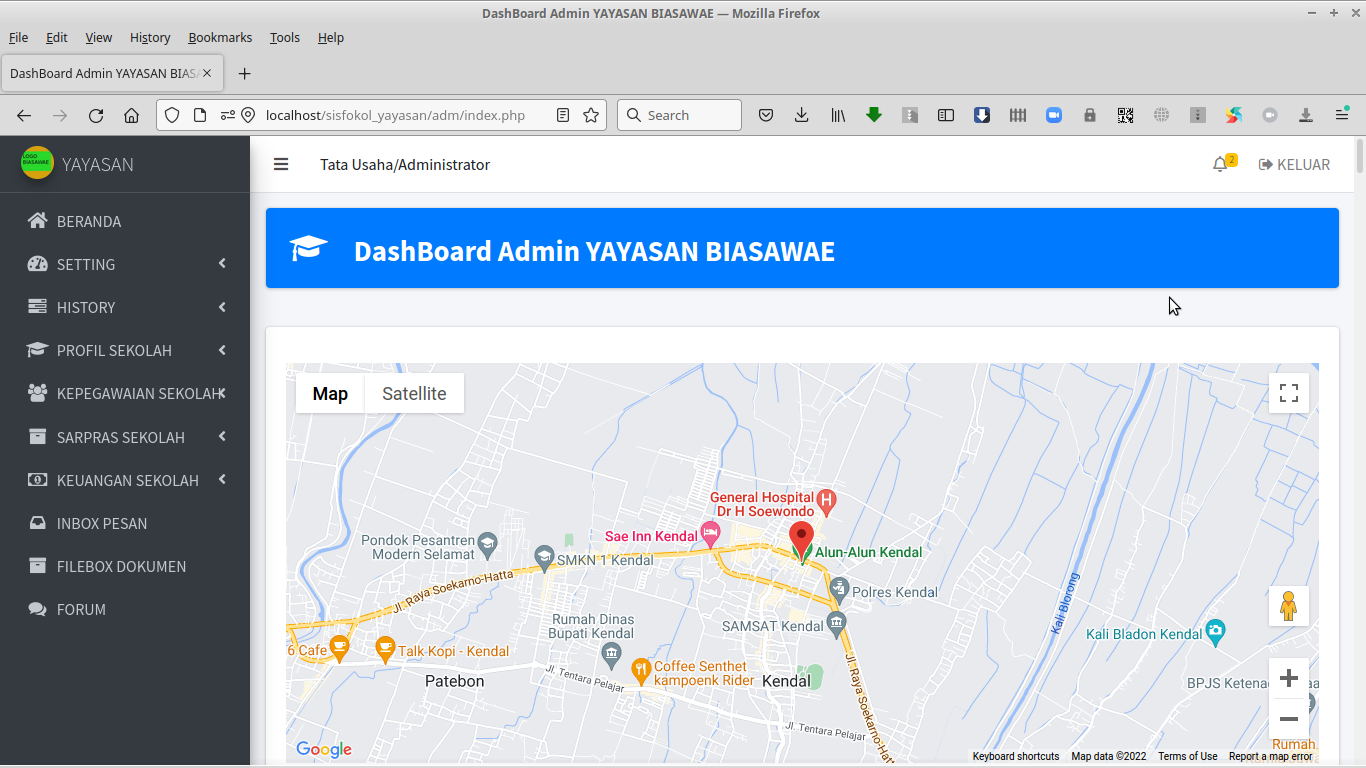 DashBoard Admin YAYASAN BIASAWAE — Mozilla Firefox
File Edit View History Bookmarks Tools Help
DashBoard Admin YAYASAN BIAS
localhost/sisfokol_yayasan/adm/index.php
Search
LOGO
BIASAWAE
YAYASAN
Tata Usaha/Administrator
2
KELUAR
BERANDA
SETTING
HISTORY
PROFIL SEKOLAH
KEPEGAWAIAN SEKOLAH
SARPRAS SEKOLAH
KEUANGAN SEKOLAH
INBOX PESAN
FILEBOX DOKUMEN
FORUM
DashBoard Admin YAYASAN BIASAWAE
Map Satellite
General Hospital
Dr H Soewondo
Sae Inn Kendal
Alun-Alun Kendal
Pondok Pesantren
Modern Selamat
SMKN 1 Kendal
Jl. Raya Soekarno-Hatta
Polres Kendal
Kali Blorong
Rumah Dinas
Bupati Kendal
SAMSAT Kendal
Kali Bladon Kendal
6 Cafe
Talk Kopi - Kendal
Coffee Senthet
kampoenk Rider
Patebon
Jl. Tentara Pelajar
Kendal
Jl. Raya Soekarno-Hatta
BPJS Ketena
Jl. Tentara Pelajar
Rumah
Google
Keyboard shortcuts Map data ©2022 Terms of Use Report a map error